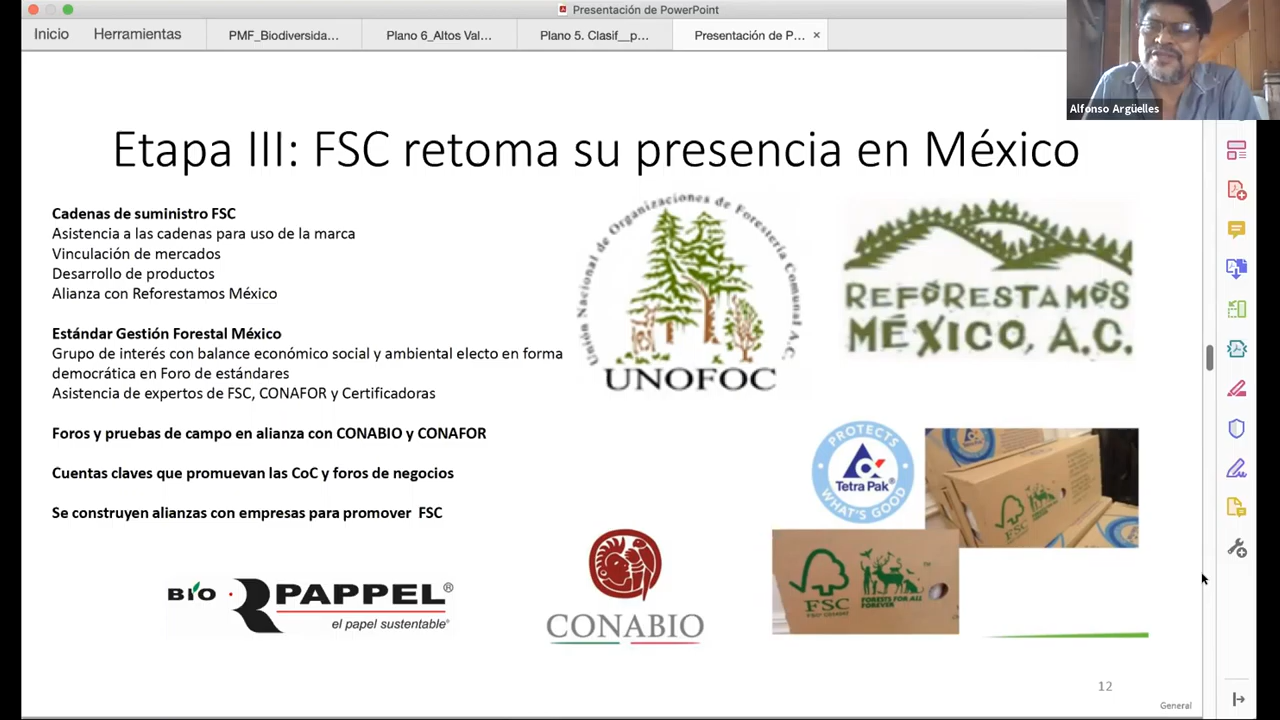 Presentación de PowerPoint
Inicio
Herramientas
PMF_Biodiversida...
Plano 6_Altos Val...
Plano 5. Clasif__p...
Presentación de P...
Alfonso Argüelles
Etapa III: FSC retoma su presencia en México
Cadenas de suministro FSC
Asistencia a las cadenas para uso de la marca
Vinculación de mercados
Desarrollo de productos
Alianza con Reforestamos México
Estándar Gestión Forestal México
Grupo de interés con balance económico social y ambiental electo en forma
democrática en Foro de estándares
Asistencia de expertos de FSC, CONAFOR y Certificadoras
Foros y pruebas de campo en alianza con CONABIO y CONAFOR
Cuentas claves que promuevan las CoC y foros de negocios
Se construyen alianzas con empresas para promover FSC
Unión Nacional de Organizaciones de Forestería Comunal A.C.
UNOFOC
REFORESTAMOS
MÉXICO, A.C.
PROTECTS
Tetra Pak®
WHAT'S GOOD
FSC
FSC
FORESTS FOR ALL
FOREVER
BIO PAPPEL®
el papel sustentable®
CONABIO
12
General